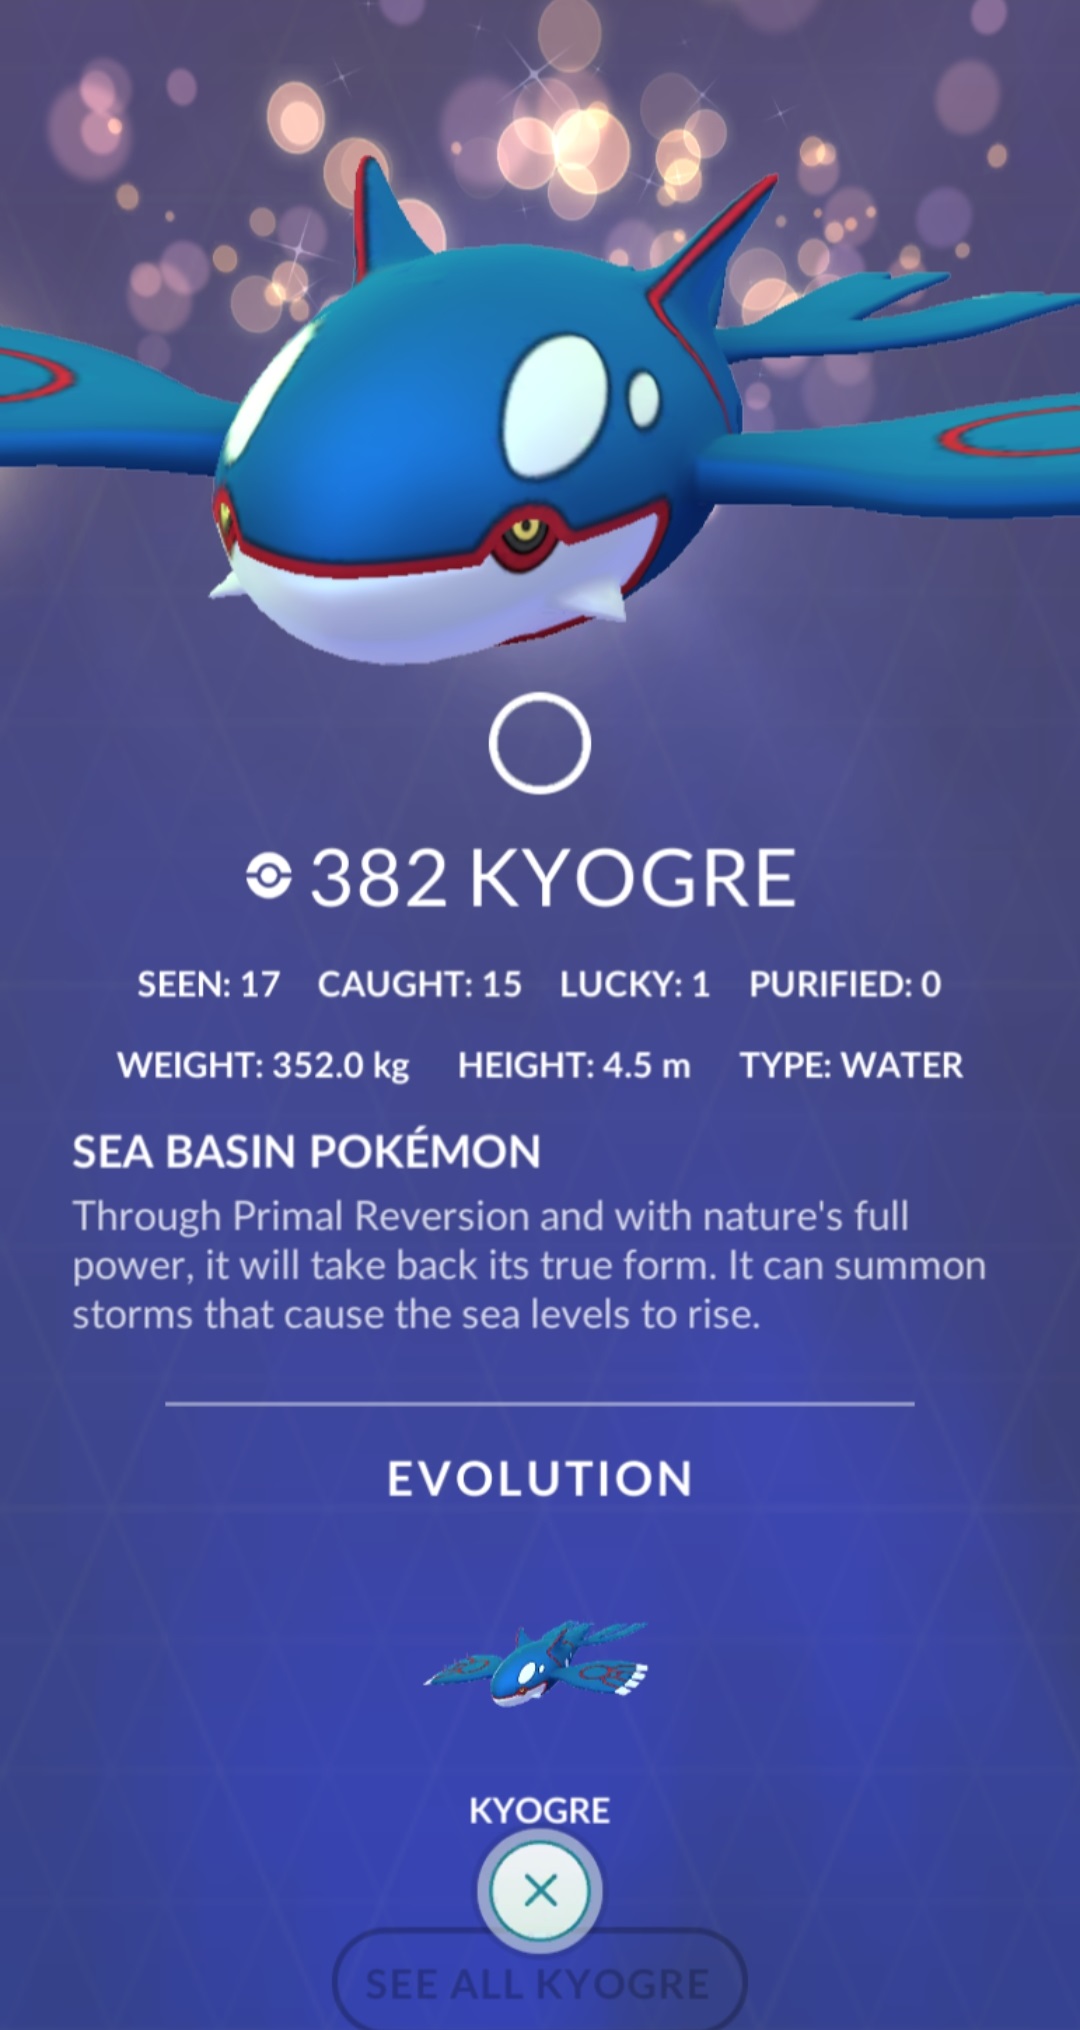 382 KYOGRE
SEEN: 17 CAUGHT: 15 LUCKY: 1 PURIFIED: 0
WEIGHT: 352.0 kg HEIGHT: 4.5 m TYPE: WATER
SEA BASIN POKÉMON
Through Primal Reversion and with nature's full
power, it will take back its true form. It can summon
storms that cause the sea levels to rise.
EVOLUTION
KYOGRE
SEE ALL KYOGRE